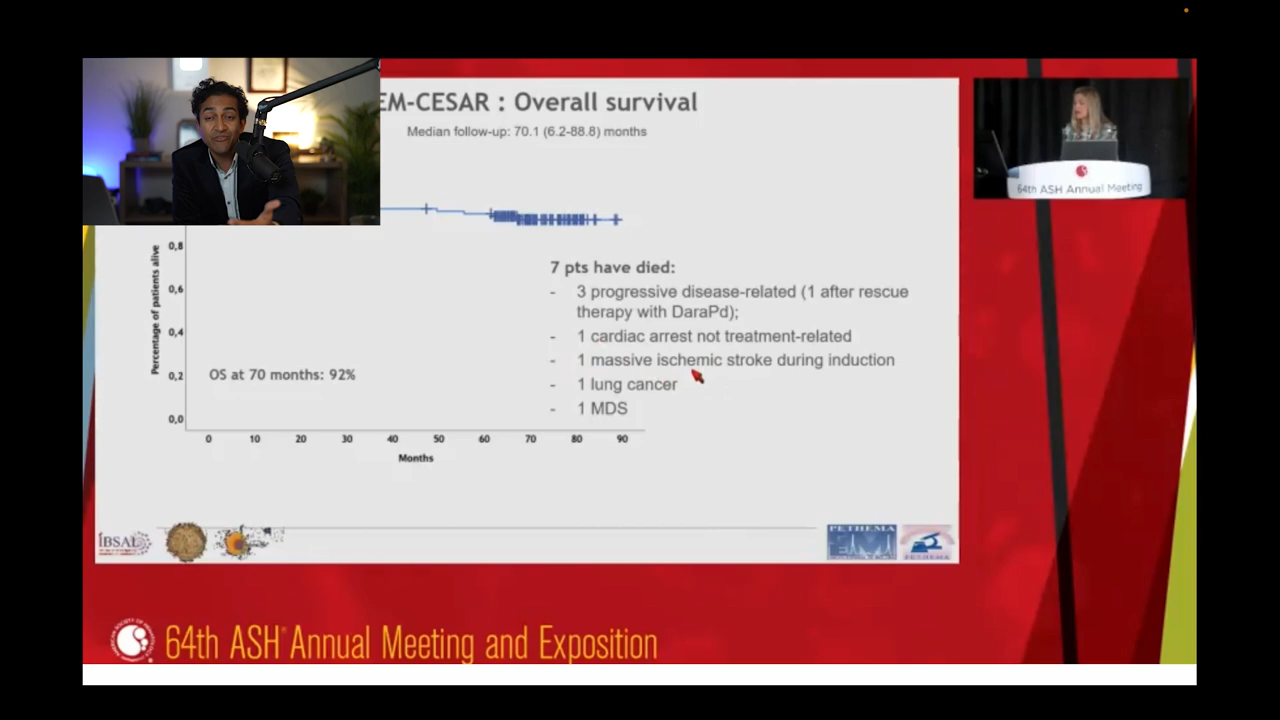 EM-CESAR : Overall survival
Median follow-up: 70.1 (6.2-88.8) months
64th ASH Annual Meeting
Percentage of patients alive
0,8
0,6
0,4
0,2
0,0
OS at 70 months: 92%
7 pts have died:
- 3 progressive disease-related (1 after rescue
therapy with DaraPd);
- 1 cardiac arrest not treatment-related
- 1 massive ischemic stroke during induction
- 1 lung cancer
- 1 MDS
0 10 20 30 40 50 60 70 80 90
Months
IBSAL
PETHEMA
PETHEMA
64th ASH® Annual Meeting and Exposition